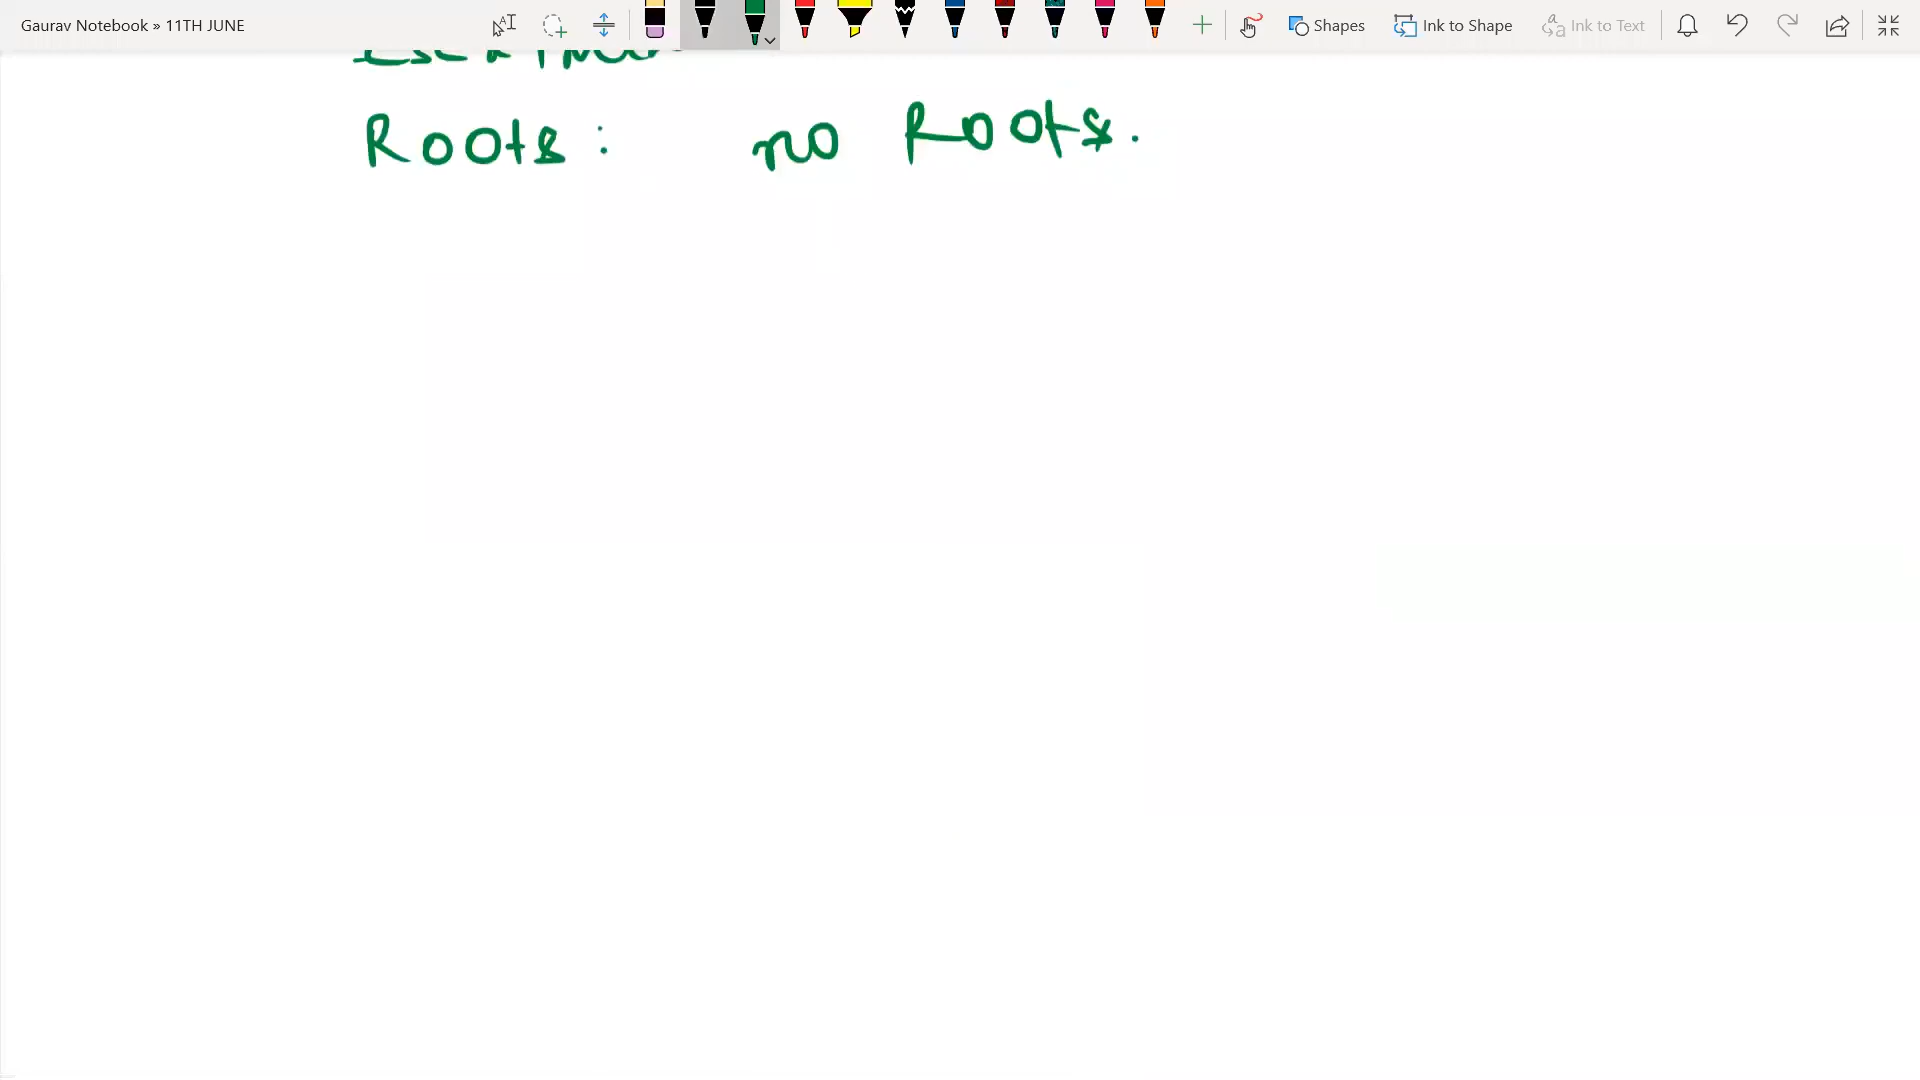 Gaurav Notebook » 11TH JUNE
Shapes
Ink to Shape
Ink to Text
Roots: no Roots.